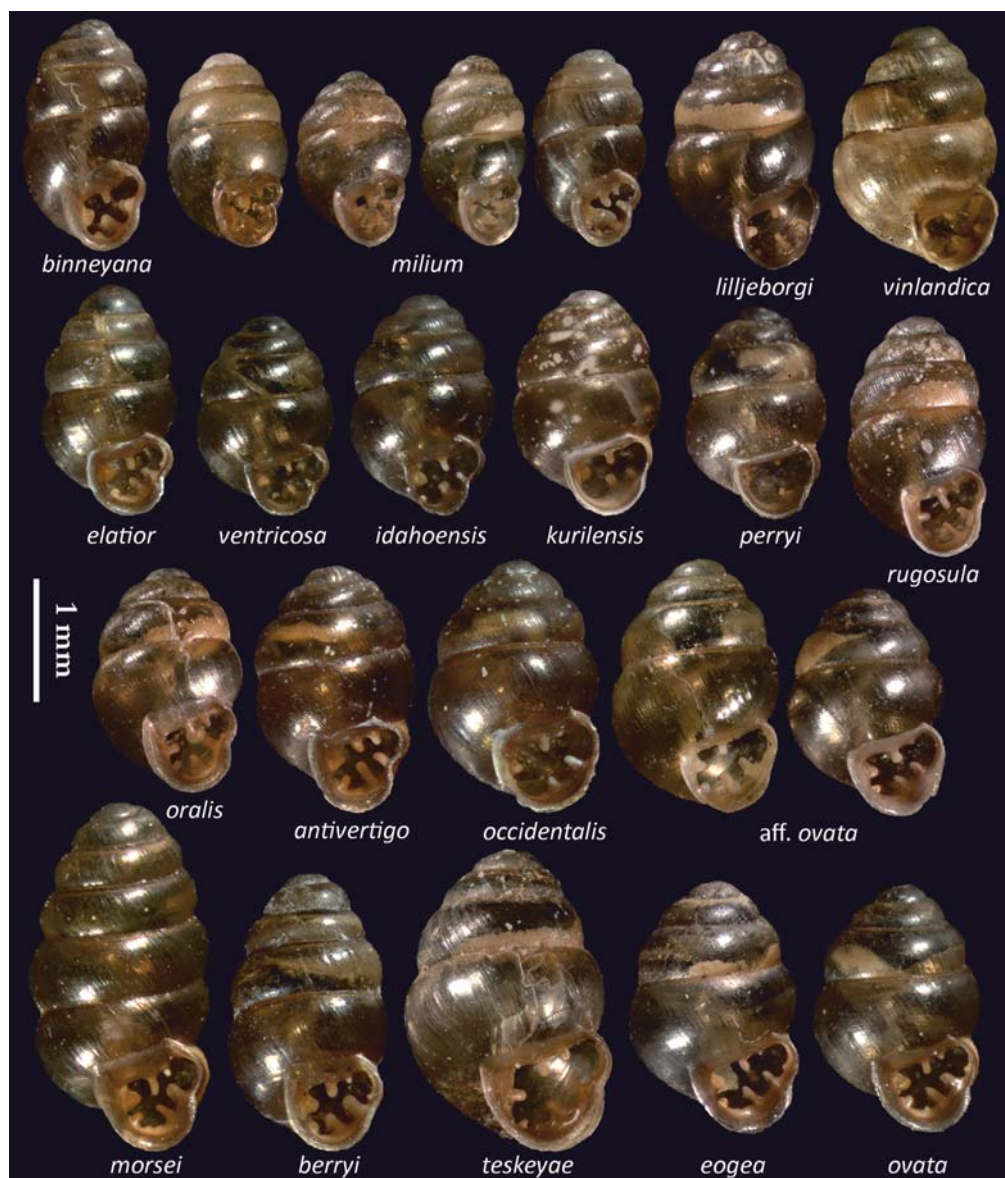 binneyana
milium
lilljeborgi
vinlandica
elatior
ventricosa
idahoensis
kurilensis
perryi
rugosula
1 mm
oralis
antivertigo
occidentalis
aff. ovata
morsei
berryi
teskeyae
eogea
ovata